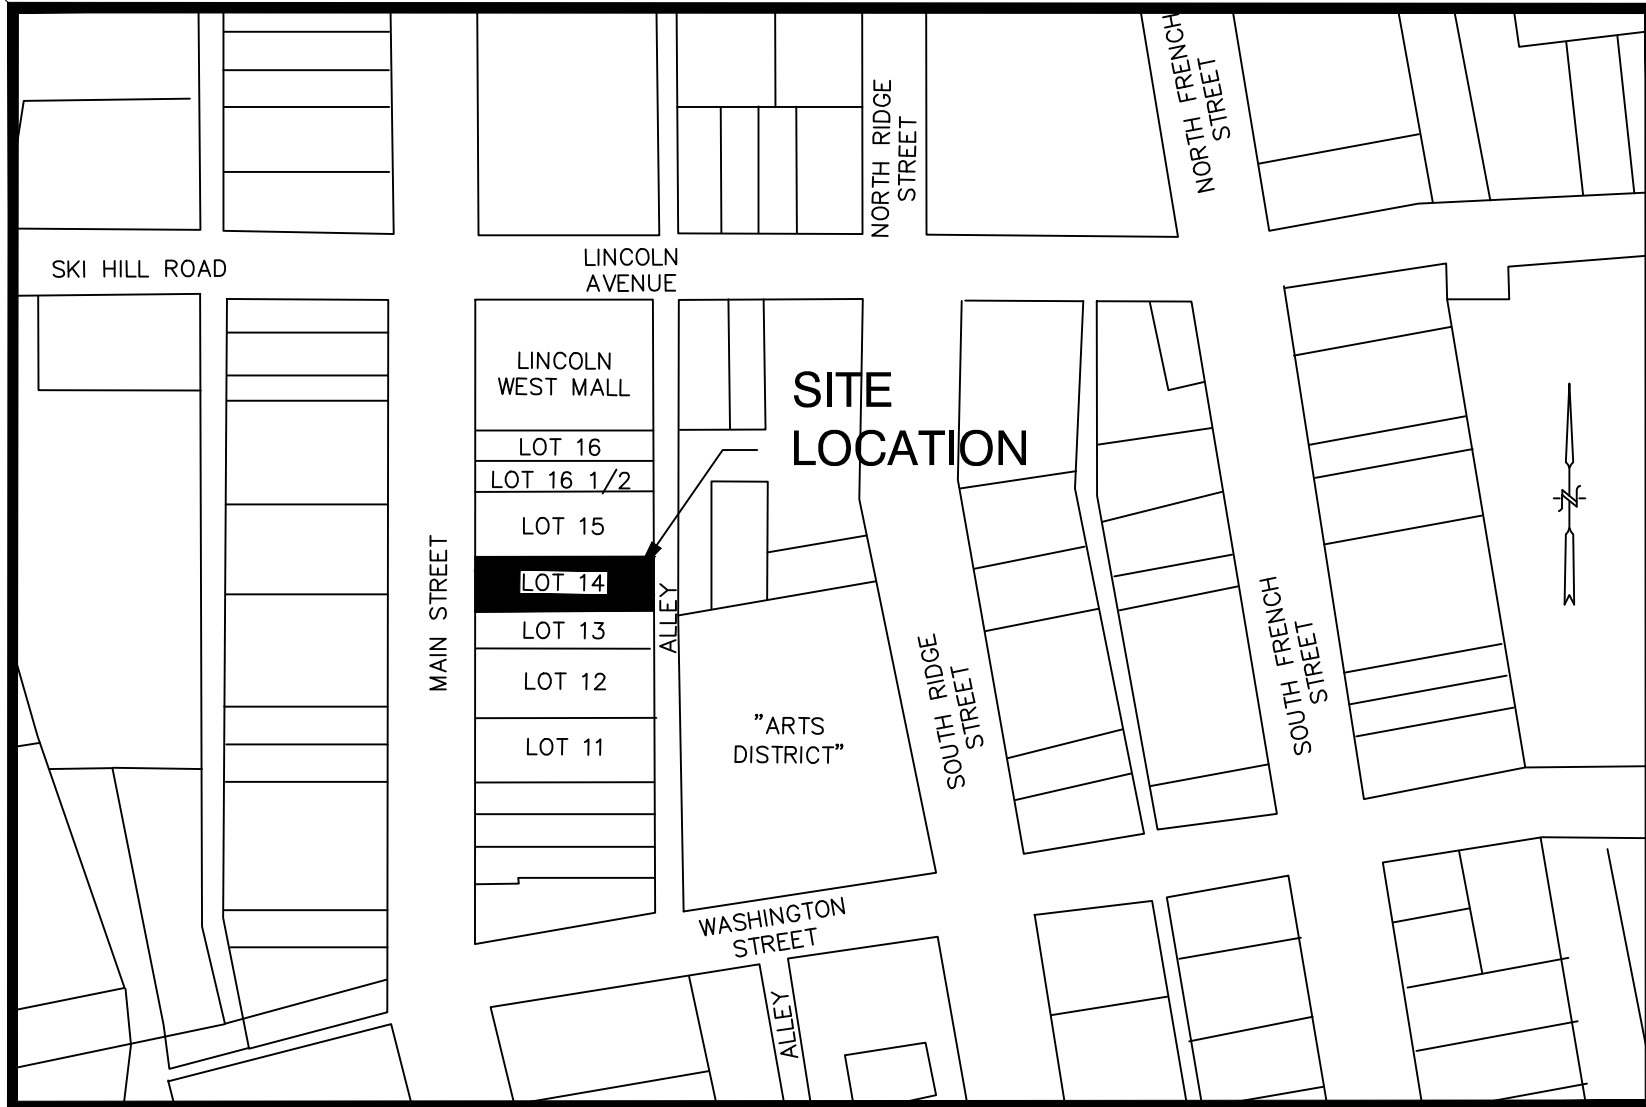 NORTH FRENCH
STREET
NORTH RIDGE
STREET
SKI HILL ROAD
LINCOLN
AVENUE
LINCOLN
WEST MALL
SITE
LOCATION
LOT 16
LOT 16 1/2
LOT 15
LOT 14
LOT 13
LOT 12
LOT 11
MAIN STREET
ALLEY
"ARTS
DISTRICT"
SOUTH RIDGE
STREET
SOUTH FRENCH
STREET
N
WASHINGTON
STREET
ALLEY